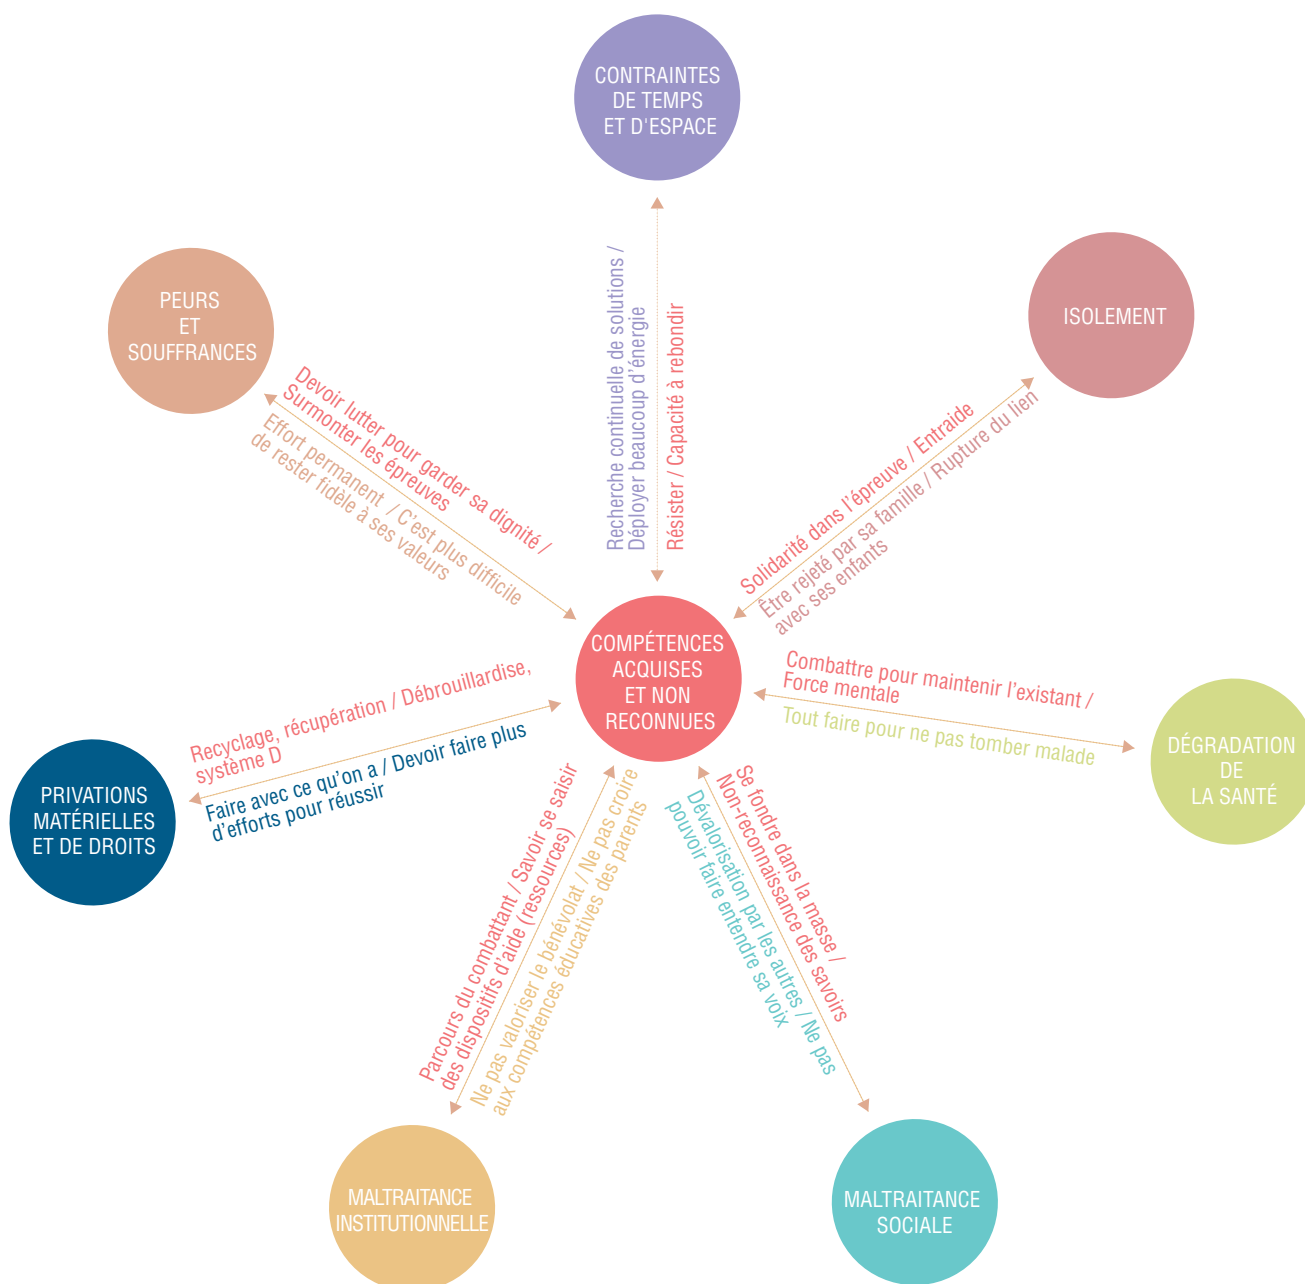 CONTRAINTES
DE TEMPS
ET D'ESPACE
Recherche continuelle de solutions /
Déployer beaucoup d'énergie
Résister / Capacité à rebondir
PEURS
ET
SOUFFRANCES
Devoir lutter pour garder sa dignité /
Surmonter les épreuves
Effort permanent / C'est plus difficile
de rester fidèle à ses valeurs
ISOLEMENT
Solidarité dans l'épreuve / Entraide
Être rejeté par sa famille / Rupture du lien
avec ses enfants
COMPÉTENCES
ACQUISES
ET NON
RECONNUES
Combattre pour maintenir l'existant /
Force mentale
Tout faire pour ne pas tomber malade
DÉGRADATION
DE
LA SANTÉ
Recyclage, récupération / Débrouillardise,
système D
Faire avec ce qu'on a / Devoir faire plus
d'efforts pour réussir
PRIVATIONS
MATÉRIELLES
ET DE DROITS
Parcours du combattant / Savoir se saisir
des dispositifs d'aide (ressources)
Ne pas valoriser le bénévolat / Ne pas croire
aux compétences éducatives des parents
MALTRAITANCE
INSTITUTIONNELLE
Se fondre dans la masse /
Non-reconnaissance des savoirs
Dévalorisation par les autres / Ne pas
pouvoir faire entendre sa voix
MALTRAITANCE
SOCIALE